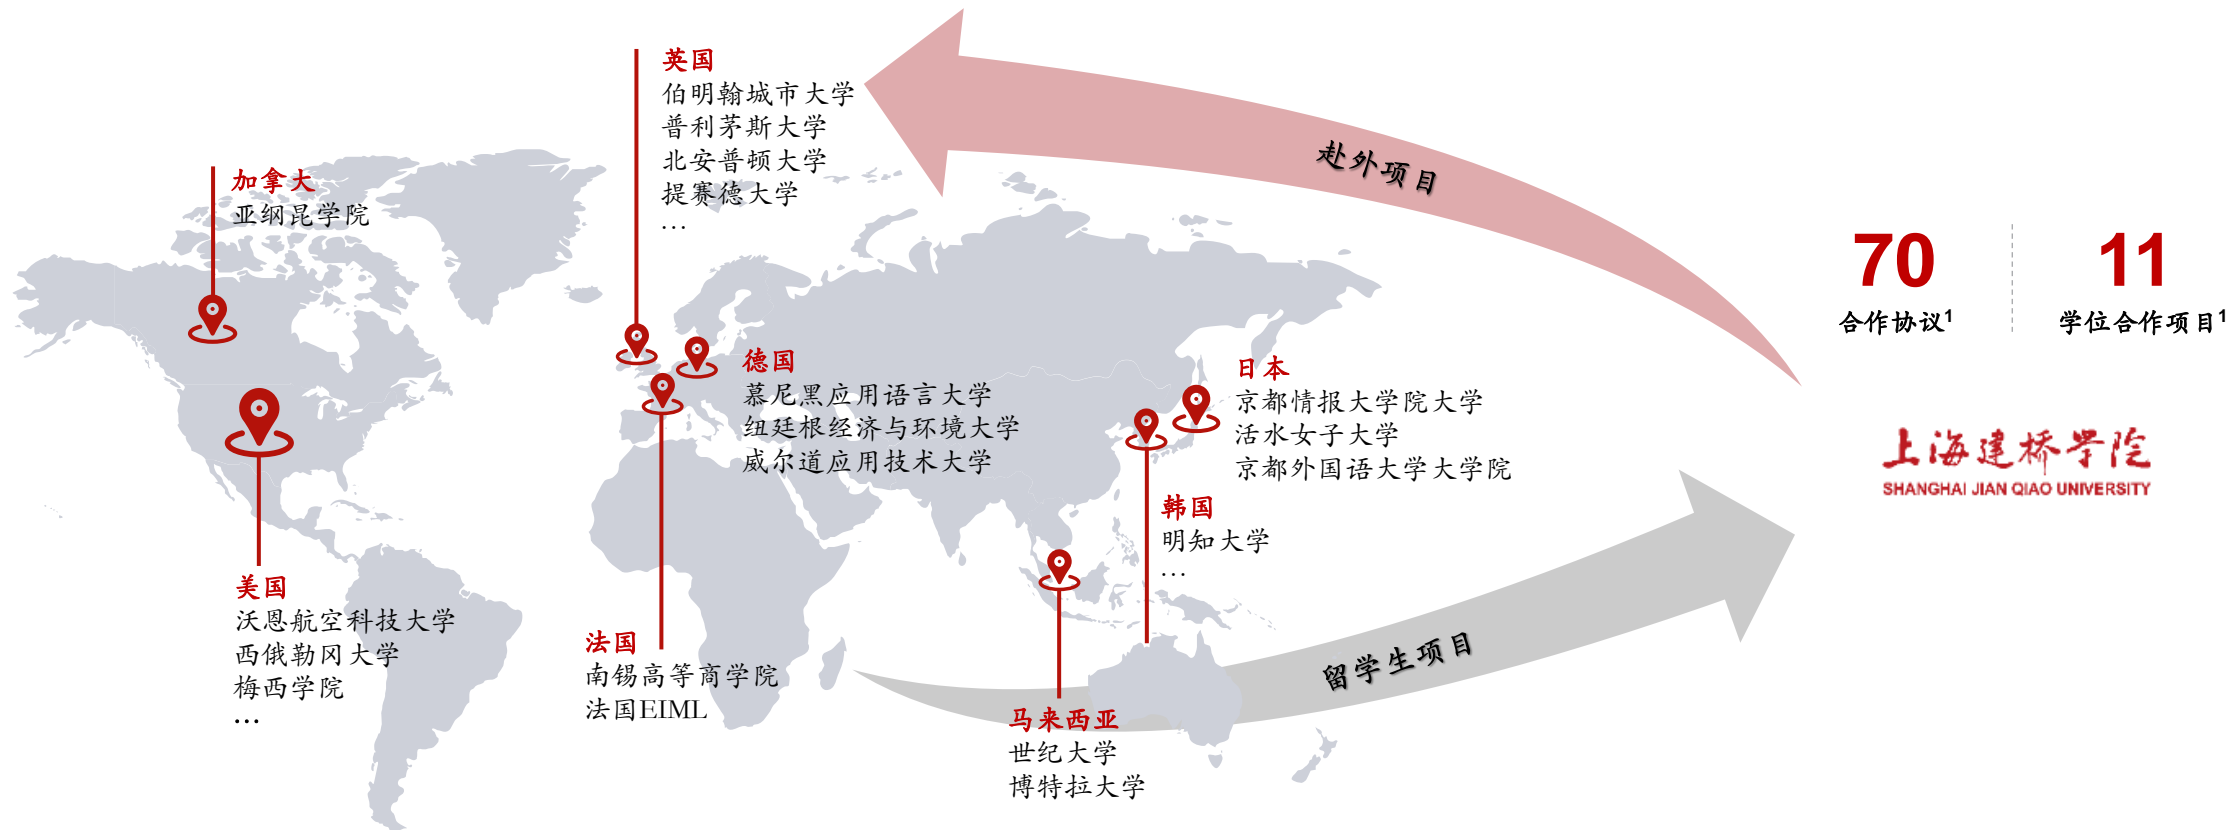 英国
伯明翰城市大学
普利茅斯大学
北安普顿大学
提赛德大学
…
加拿大
亚纲昆学院
赴外项目
70
合作协议1
11
学位合作项目1
德国
慕尼黑应用语言大学
纽廷根经济与环境大学
威尔道应用技术大学
日本
京都情报大学院大学
活水女子大学
京都外国语大学大学院
上海建桥学院
SHANGHAI JIAN QIAO UNIVERSITY
韩国
明知大学
…
美国
沃恩航空科技大学
西俄勒冈大学
梅西学院
…
法国
南锡高等商学院
法国EIML
留学生项目
马来西亚
世纪大学
博特拉大学